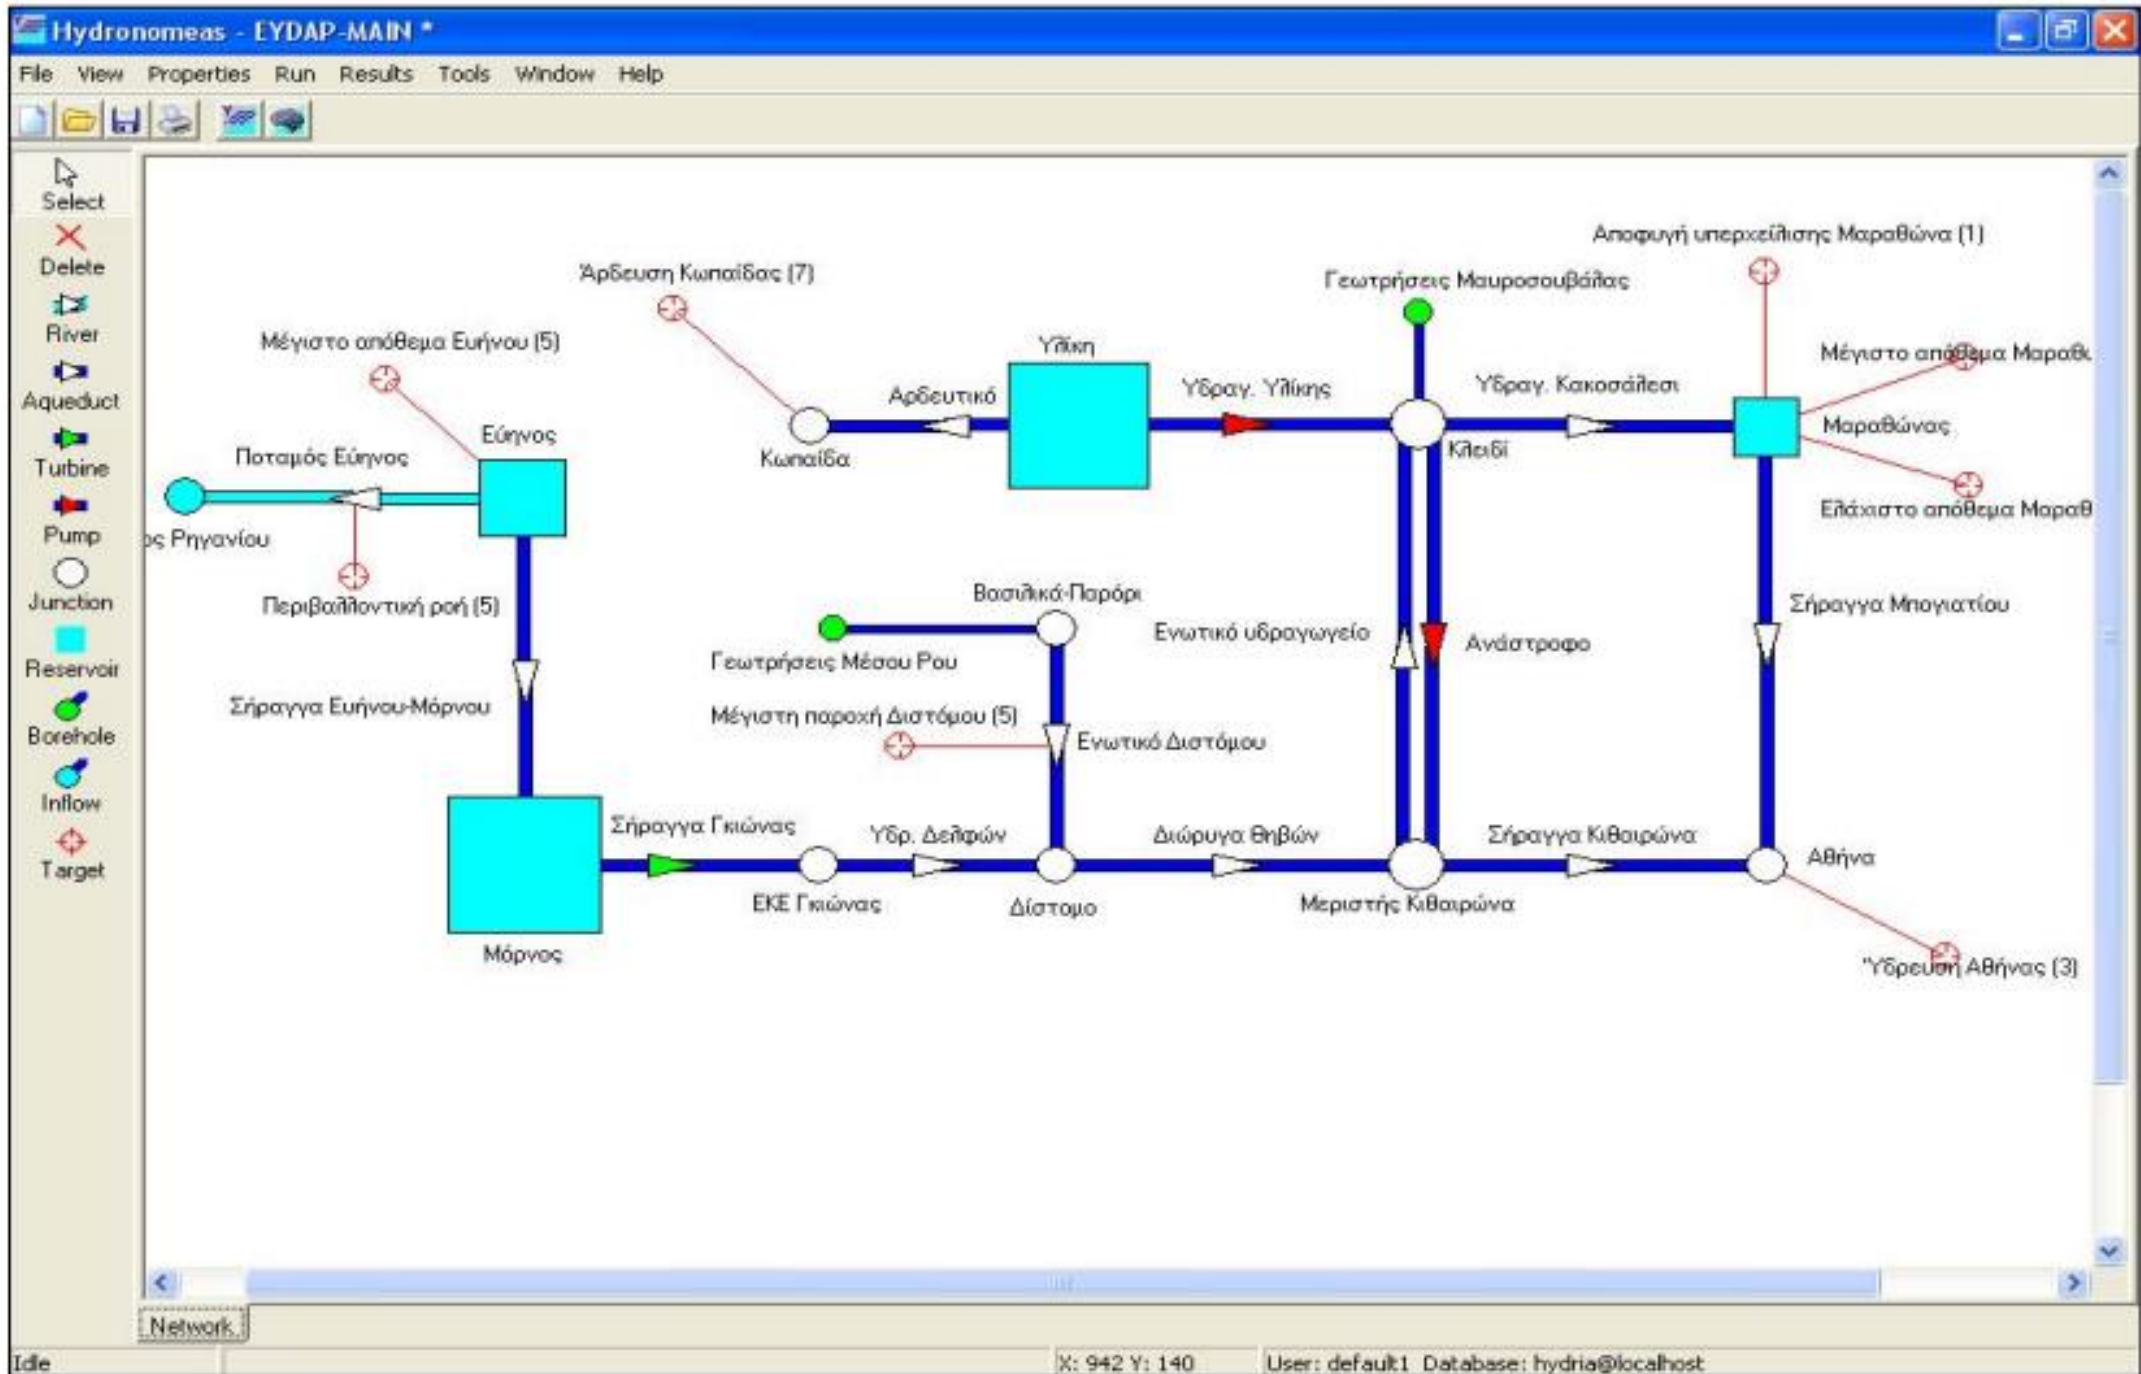 Hydronomeas - EYDAP-MAIN *
File View Properties Run Results Tools Window Help
Select
Delete
River
Aqueduct
Turbine
Pump
Junction
Reservoir
Borehole
Inflow
Target
Αποφυγή υπερχείλισης Μαραθώνα (1)
Άρδευση Κωπαίδας (7)
Γεωτρήσεις Μαυροσουβάλας
Μέγιστο απόθεμα Ευήνου (5)
Υλίκη
Μέγιστο απόθεμα Μαραθι
Αρδευτικό
Υδραγ. Υλίκης
Υδραγ. Κακοσάλεσι
Μαραθώνας
Εύηνος
Ποταμός Εύηνος
Κωπαίδα
Κλειδί
Ελάχιστο απόθεμα Μαραθ
ος Ρηγανίου
Περιβαλλοντική ροή (5)
Βασιλικά-Παρόρι
Σήραγγα Μπογιατίου
Ενωτικό υδραγωγείο
Ανάστροφο
Γεωτρήσεις Μέσου Ρου
Σήραγγα Ευήνου-Μόρνου
Μέγιστη παροχή Διστόμου (5)
Ενωτικό Διστόμου
Σήραγγα Γκιώνας
Υδρ. Δελφών
Διώρυγα Θηβών
Σήραγγα Κιθαιρώνα
Αθήνα
ΕΚΕ Γκιώνας
Δίστομο
Μεριστής Κιθαιρώνα
Μόρνος
Ύδρευση Αθήνας (3)
Network
Idle
X: 942 Y: 140
User: default1 Database: hydria@localhost